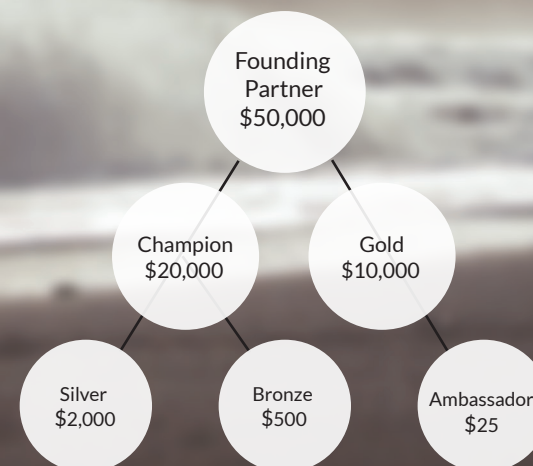 Founding
Partner
$50,000
Champion
$20,000
Gold
$10,000
Silver
$2,000
Bronze
$500
Ambassador
$25